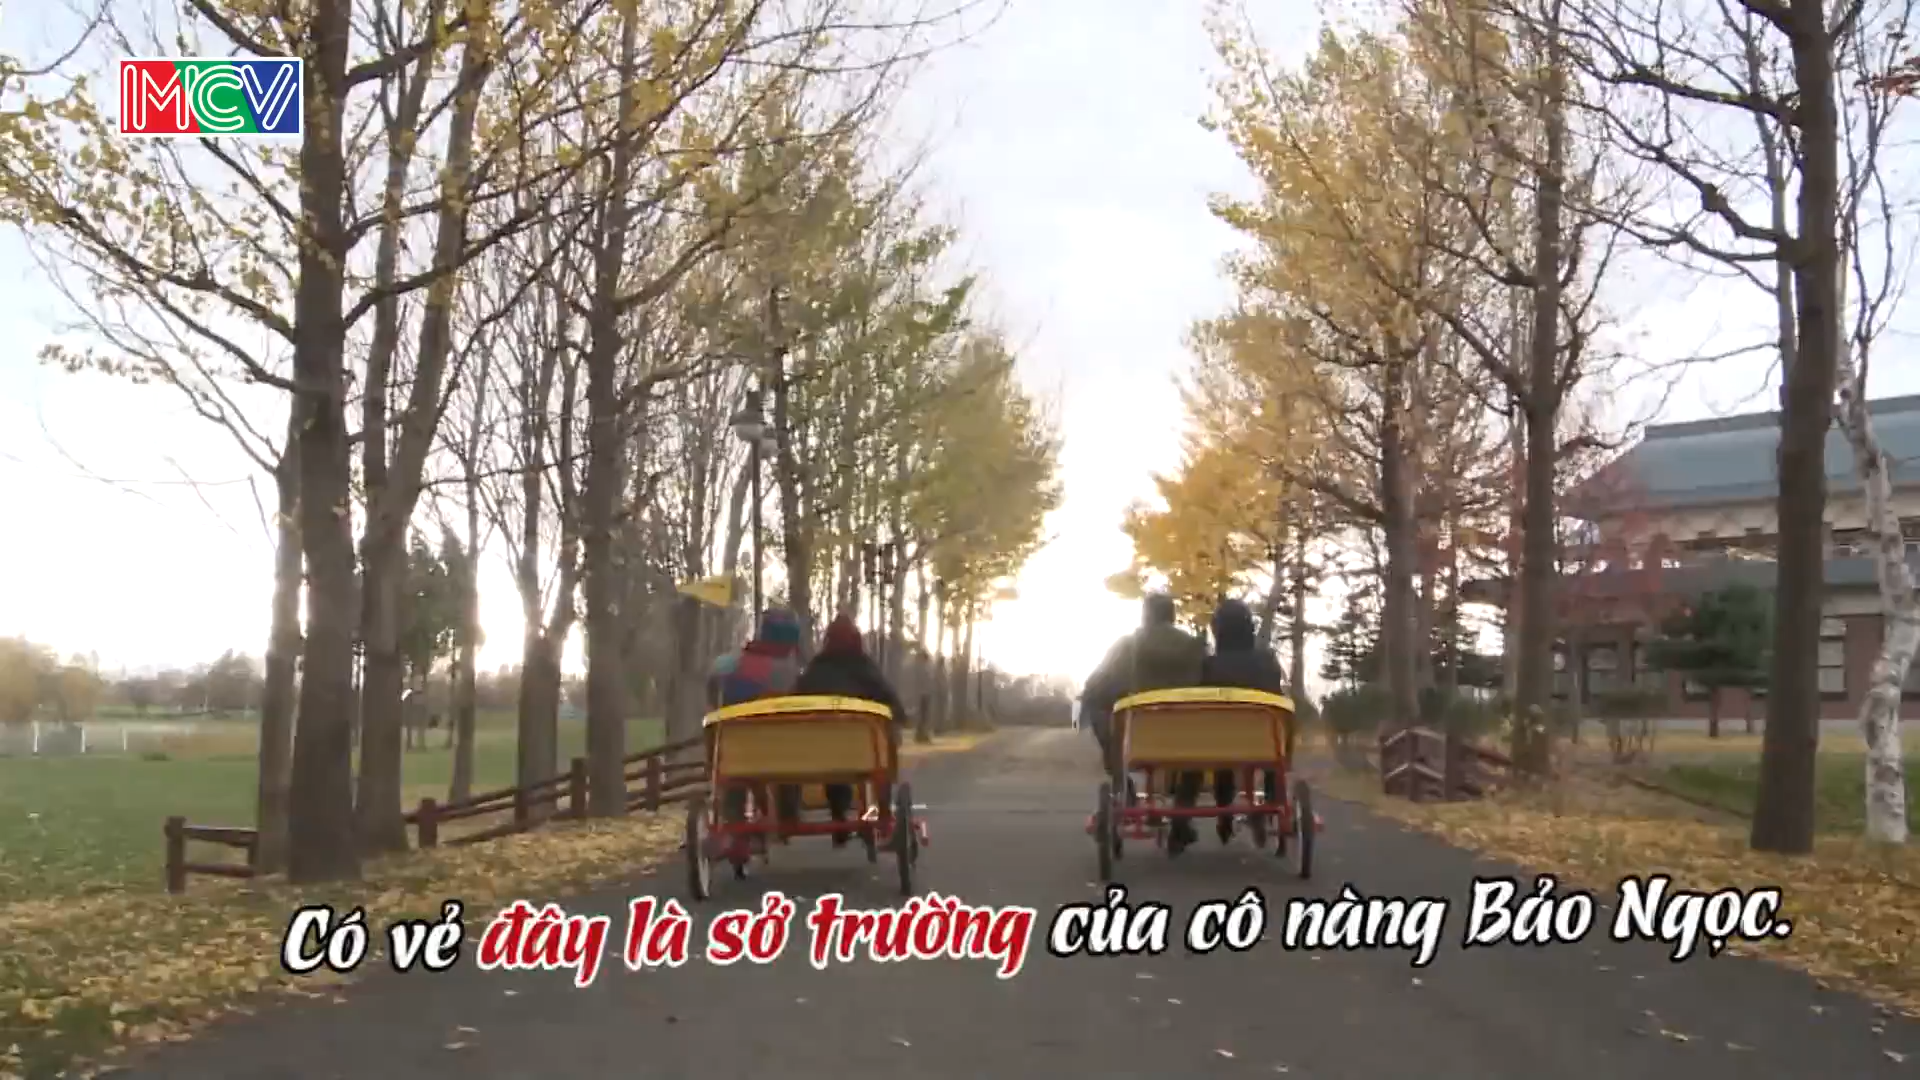 MCV
Có vẻ đây là sở trường của cô nàng Bảo Ngọc.